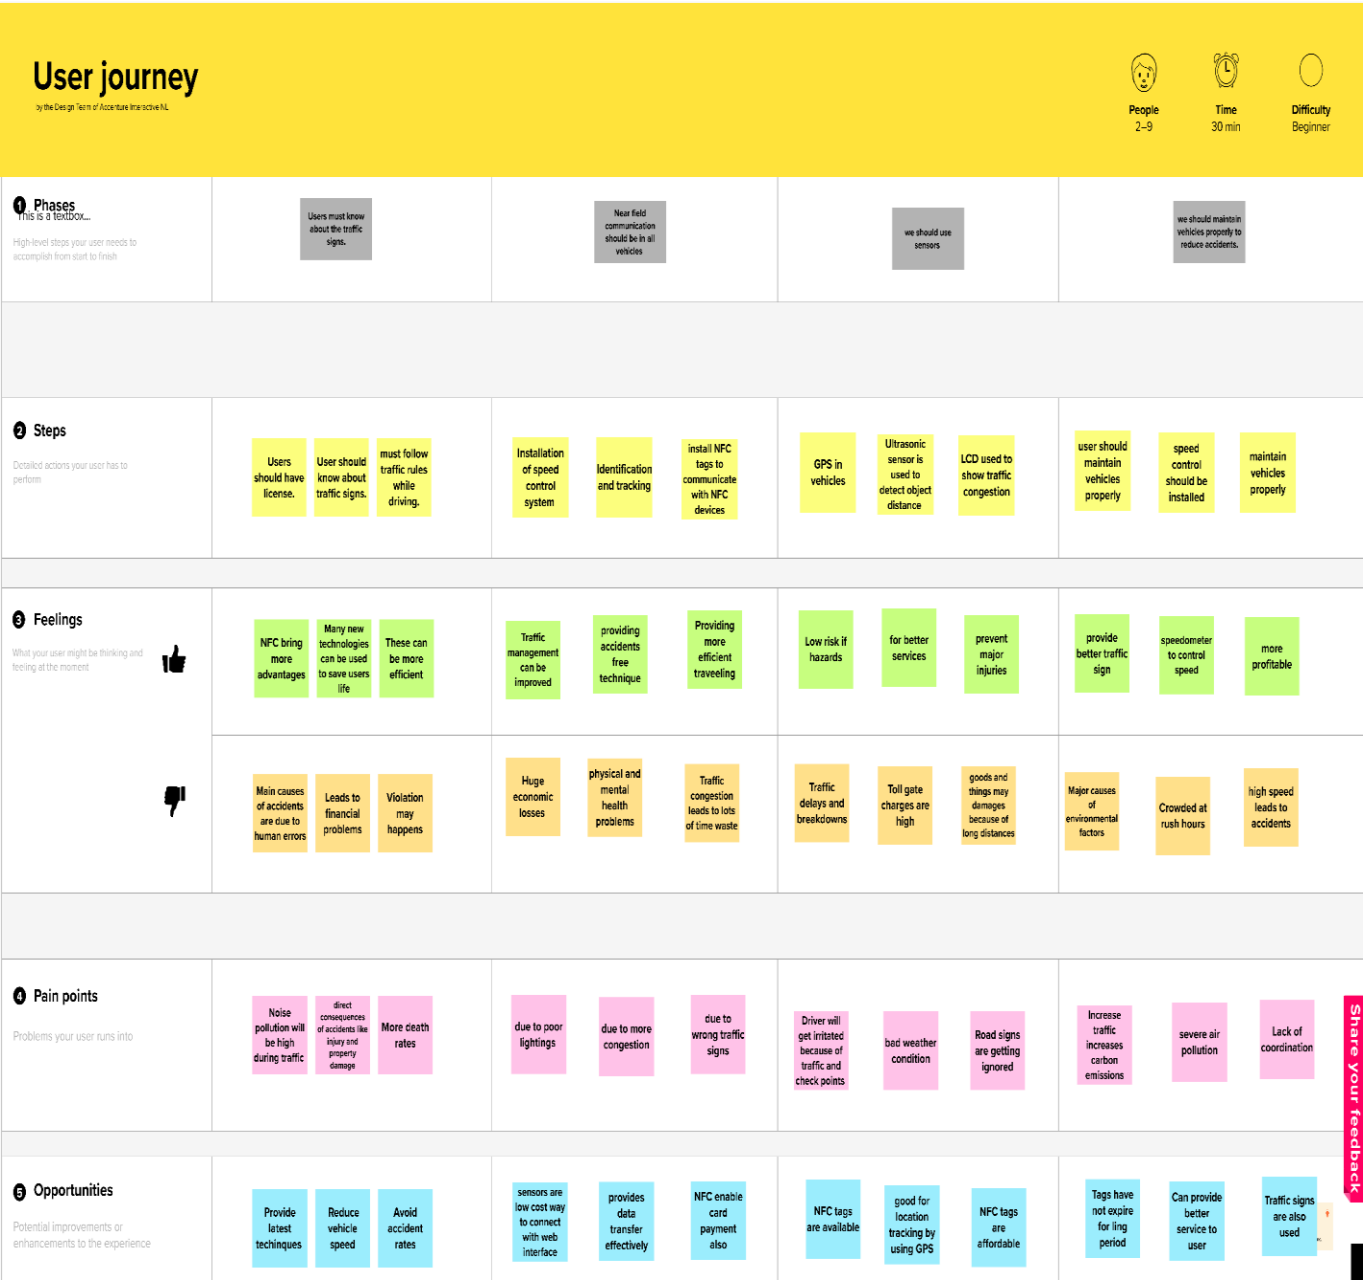 User journey
by the Design Team of Accenture Interactive NL
People
2–9
Time
30 min
Difficulty
Beginner
1 Phases
This is a textbox...
High-level steps your user needs to
accomplish from start to finish
Users must know
about the traffic
signs.
Near field
communication
should be in all
vehicles
we should use
sensors
we should maintain
vehicles properly to
reduce accidents.
2 Steps
Detailed actions your user has to
perform
Users
should have
license.
User should
know about
traffic signs.
must follow
traffic rules
while
driving.
Installation
of speed
control
system
Identification
and tracking
install NFC
tags to
communicate
with NFC
devices
GPS in
vehicles
Ultrasonic
sensor is
used to
detect object
distance
LCD used to
show traffic
congestion
user should
maintain
vehicles
properly
speed
control
should be
installed
maintain
vehicles
properly
3 Feelings
What your user might be thinking and
feeling at the moment
NFC bring
more
advantages
Many new
technologies
can be used
to save users
life
These can
be more
efficient
Traffic
management
can be
improved
providing
accidents
free
technique
Providing
more
efficient
traveeling
Low risk if
hazards
for better
services
prevent
major
injuries
provide
better traffic
sign
speedometer
to control
speed
more
profitable
Main causes
of accidents
are due to
human errors
Leads to
financial
problems
Violation
may
happens
Huge
economic
losses
physical and
mental
health
problems
Traffic
congestion
leads to lots
of time waste
Traffic
delays and
breakdowns
Toll gate
charges are
high
goods and
things may
damages
because of
long distances
Major causes
of
environmental
factors
Crowded at
rush hours
high speed
leads to
accidents
4 Pain points
Problems your user runs into
Noise
pollution will
be high
during traffic
direct
consequences
of accidents like
injury and
property
damage
More death
rates
due to poor
lightings
due to more
congestion
due to
wrong traffic
signs
Driver will
get irritated
because of
traffic and
check points
bad weather
condition
Road signs
are getting
ignored
Increase
traffic
increases
carbon
emissions
severe air
pollution
Lack of
coordination
Share your feedback
5 Opportunities
Potential improvements or
enhancements to the experience
Provide
latest
techinques
Reduce
vehicle
speed
Avoid
accident
rates
sensors are
low cost way
to connect
with web
interface
provides
data
transfer
effectively
NFC enable
card
payment
also
NFC tags
are available
good for
location
tracking by
using GPS
NFC tags
are
affordable
Tags have
not expire
for ling
period
Can provide
better
service to
user
Traffic signs
are also
used